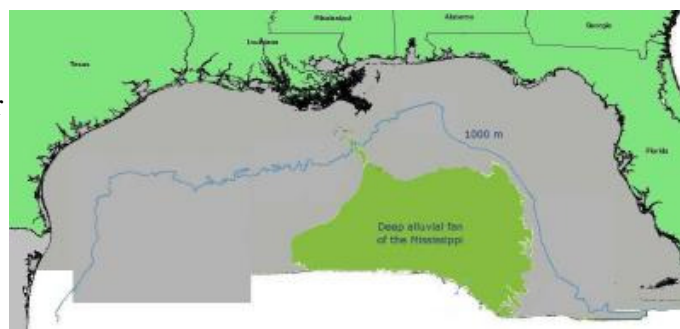 Mississippi
Alabama
Georgia
Louisiana
Texas
1000 m
Florida
Deep alluvial fan
of the Mississippi